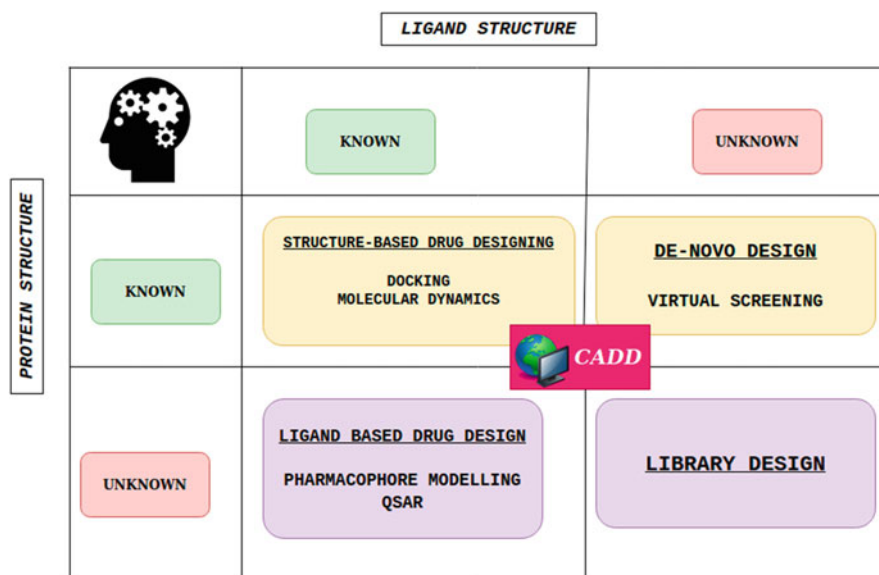 LIGAND STRUCTURE
KNOWN
UNKNOWN
PROTEIN STRUCTURE
KNOWN
STRUCTURE-BASED DRUG DESIGNING
DOCKING
MOLECULAR DYNAMICS
DE-NOVO DESIGN
VIRTUAL SCREENING
CADD
UNKNOWN
LIGAND BASED DRUG DESIGN
PHARMACOPHORE MODELLING
QSAR
LIBRARY DESIGN